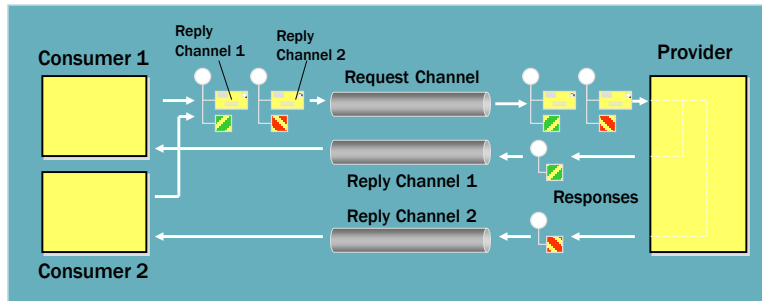 Reply
Channel 1
Reply
Channel 2
Consumer 1
Provider
Request Channel
Reply Channel 1
Responses
Reply Channel 2
Consumer 2